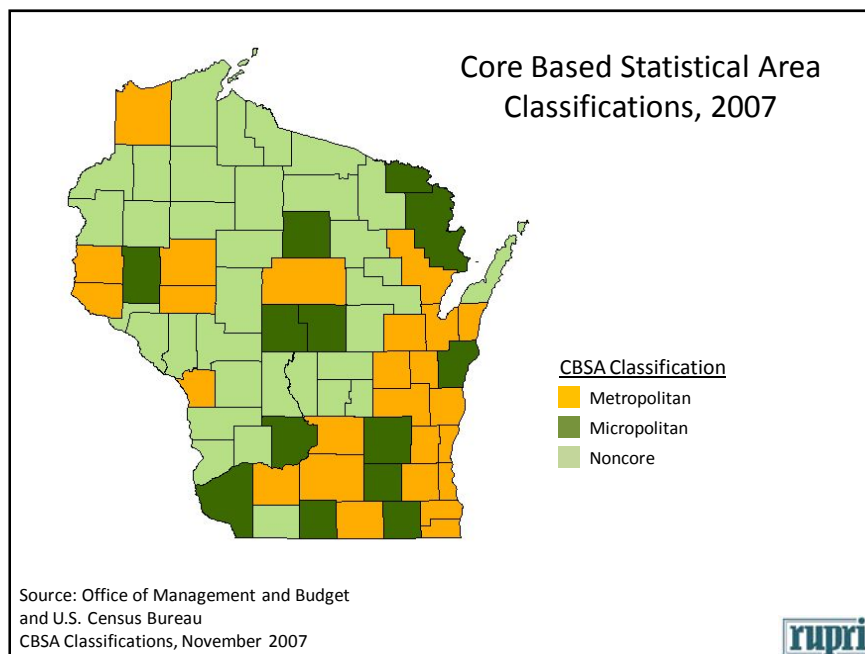 Core Based Statistical Area
Classifications, 2007
CBSA Classification
Metropolitan
Micropolitan
Noncore
Source: Office of Management and Budget
and U.S. Census Bureau
CBSA Classifications, November 2007
rupri